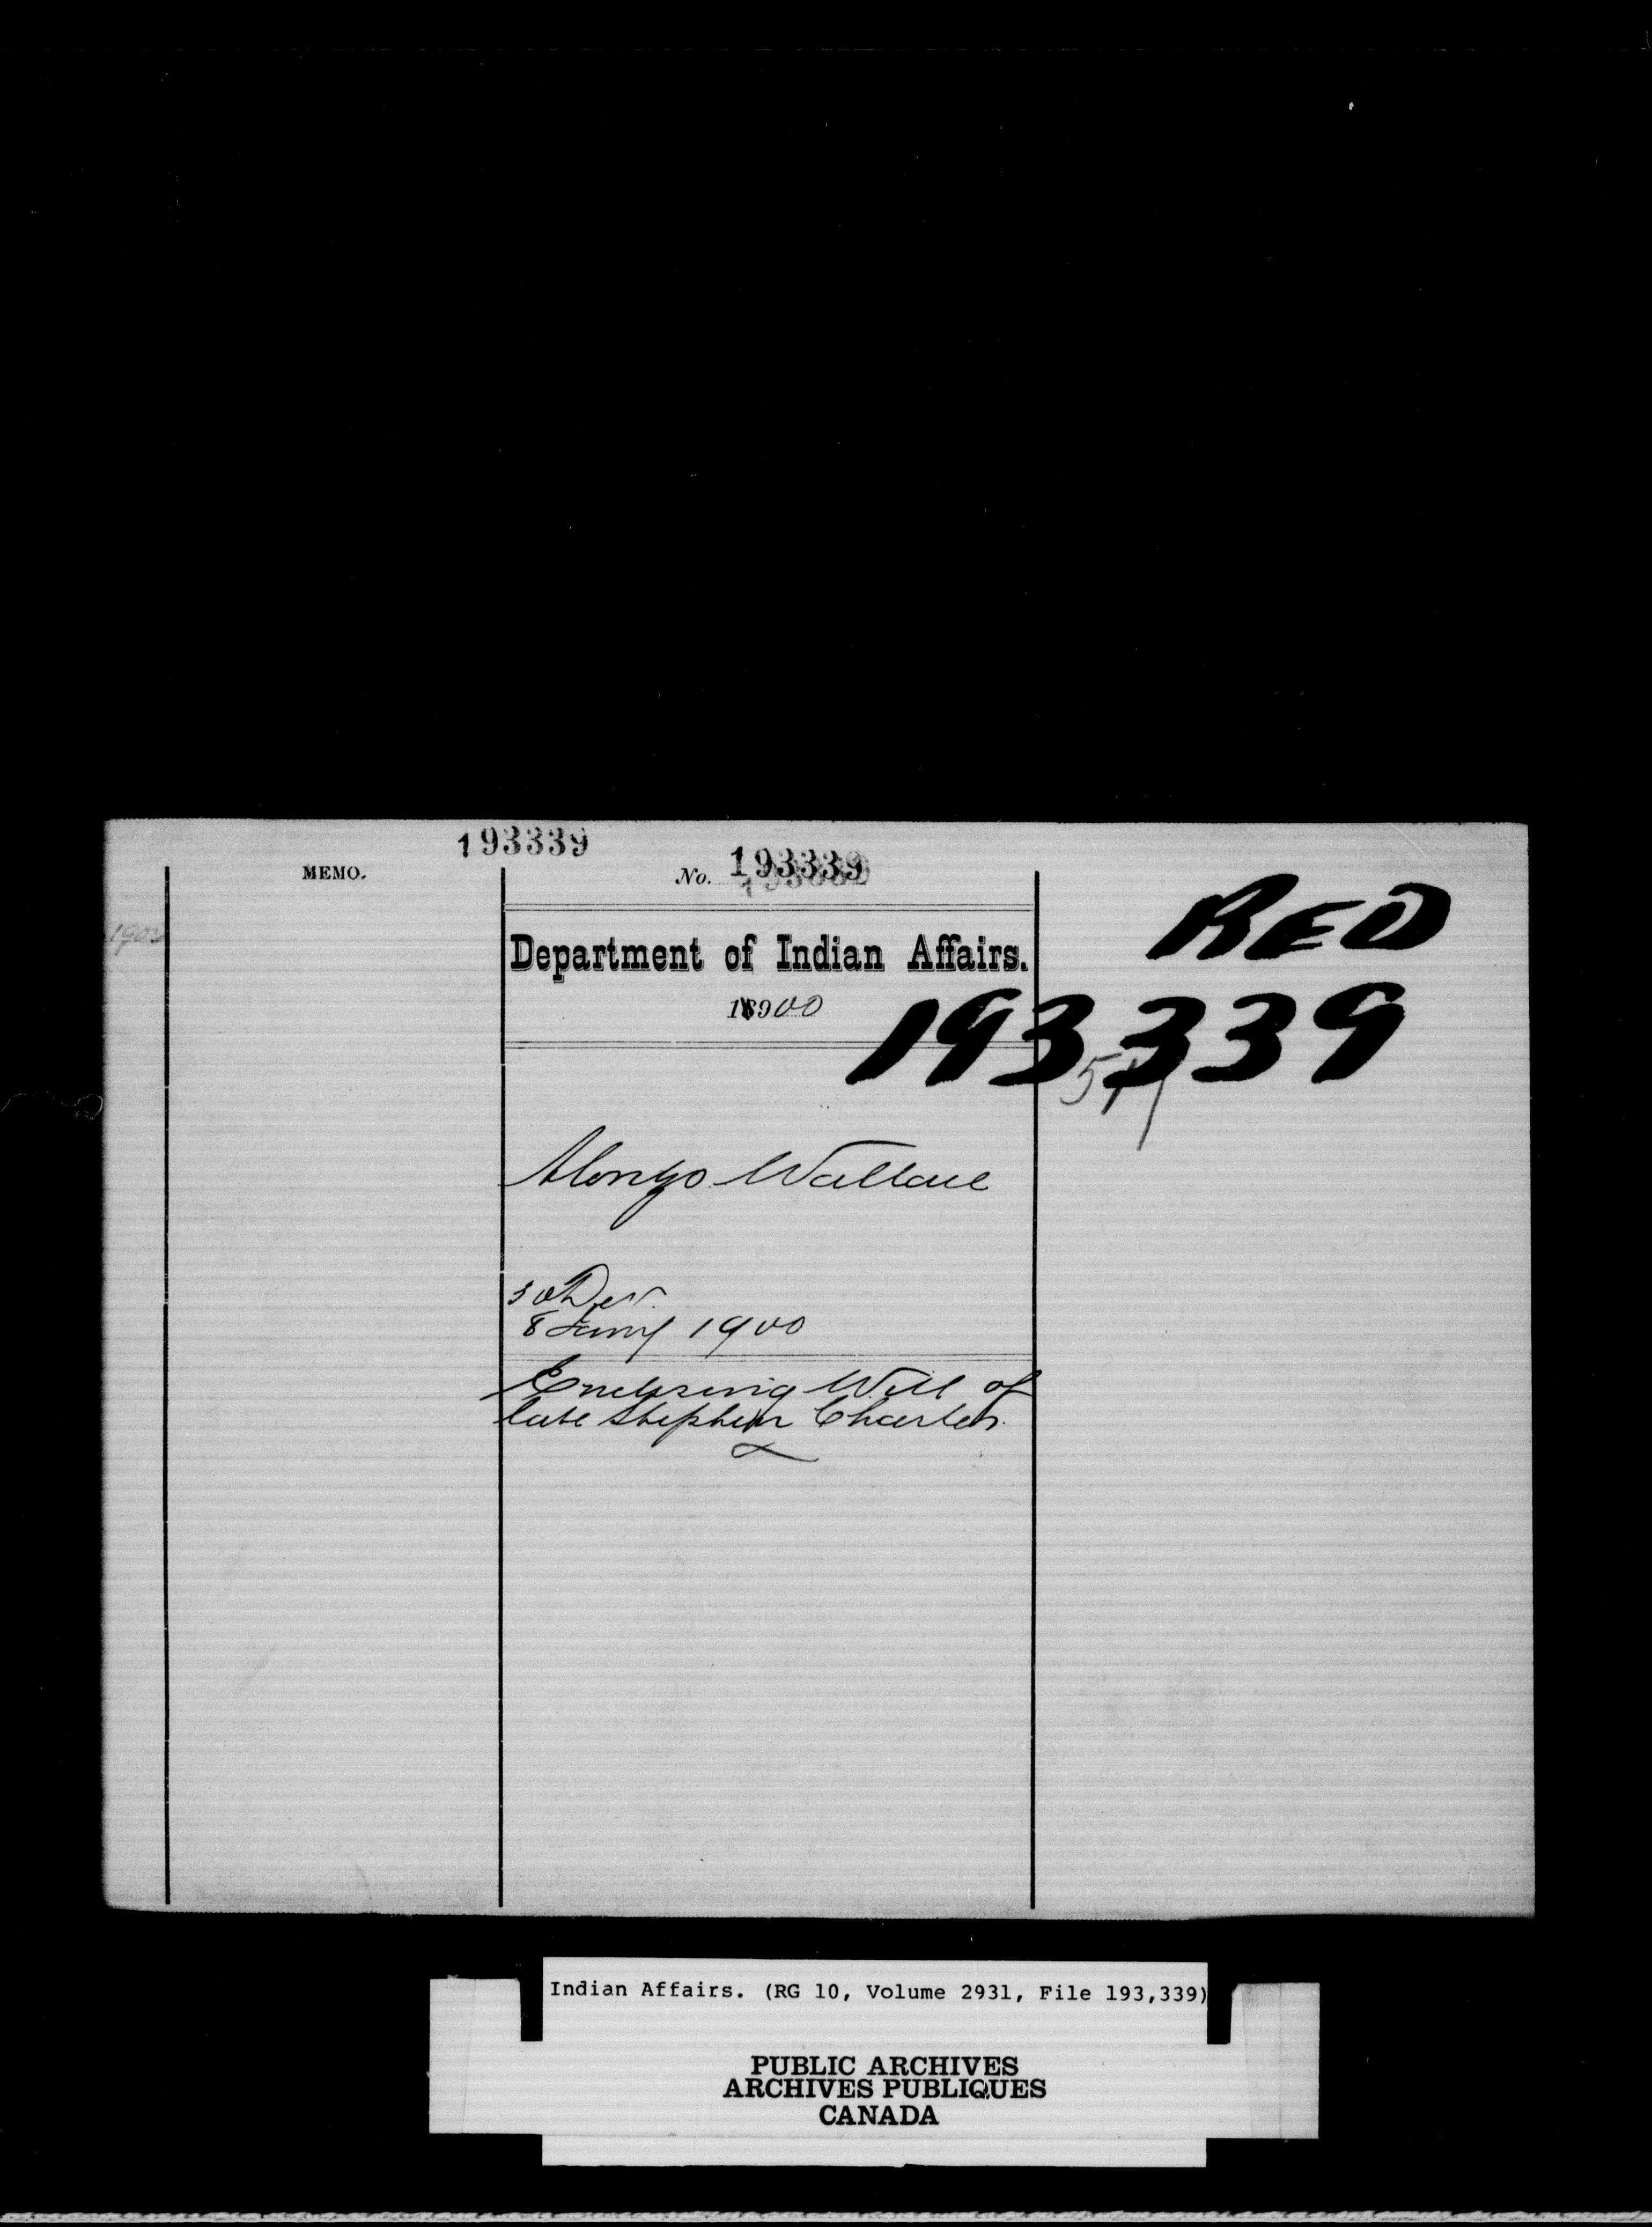 193339
MEMO.
No. 193339
RED
1902
Department of Indian Affairs.
1900
193339
Alonzo Wallace
30 Dec.
8 Jany 1900
Enclosing Will of
late Stephen Charles.
Indian Affairs. (RG 10, Volume 2931, File 193,339)
PUBLIC ARCHIVES
ARCHIVES PUBLIQUES
CANADA